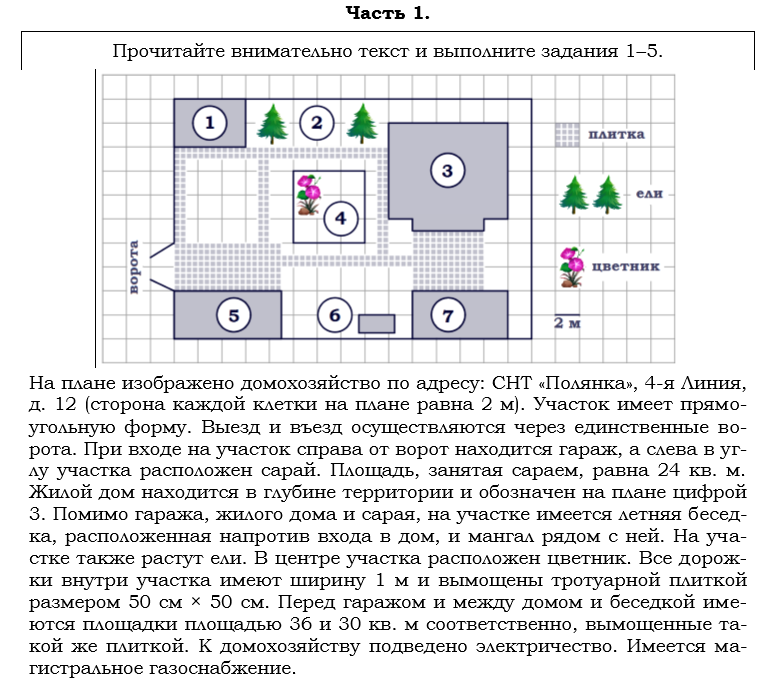 Часть 1.
Прочитайте внимательно текст и выполните задания 1–5.
1
2
3
4
5
6
7
ворота
плитка
ели
цветник
2 м
На плане изображено домохозяйство по адресу: СНТ «Полянка», 4-я Линия,
д. 12 (сторона каждой клетки на плане равна 2 м). Участок имеет прямо-
угольную форму. Выезд и въезд осуществляются через единственные во-
рота. При входе на участок справа от ворот находится гараж, а слева в уг-
лу участка расположен сарай. Площадь, занятая сараем, равна 24 кв. м.
Жилой дом находится в глубине территории и обозначен на плане цифрой
3. Помимо гаража, жилого дома и сарая, на участке имеется летняя бесед-
ка, расположенная напротив входа в дом, и мангал рядом с ней. На уча-
стке также растут ели. В центре участка расположен цветник. Все дорож-
ки внутри участка имеют ширину 1 м и вымощены тротуарной плиткой
размером 50 см × 50 см. Перед гаражом и между домом и беседкой име-
ются площадки площадью 36 и 30 кв. м соответственно, вымощенные та-
кой же плиткой. К домохозяйству подведено электричество. Имеется ма-
гистральное газоснабжение.